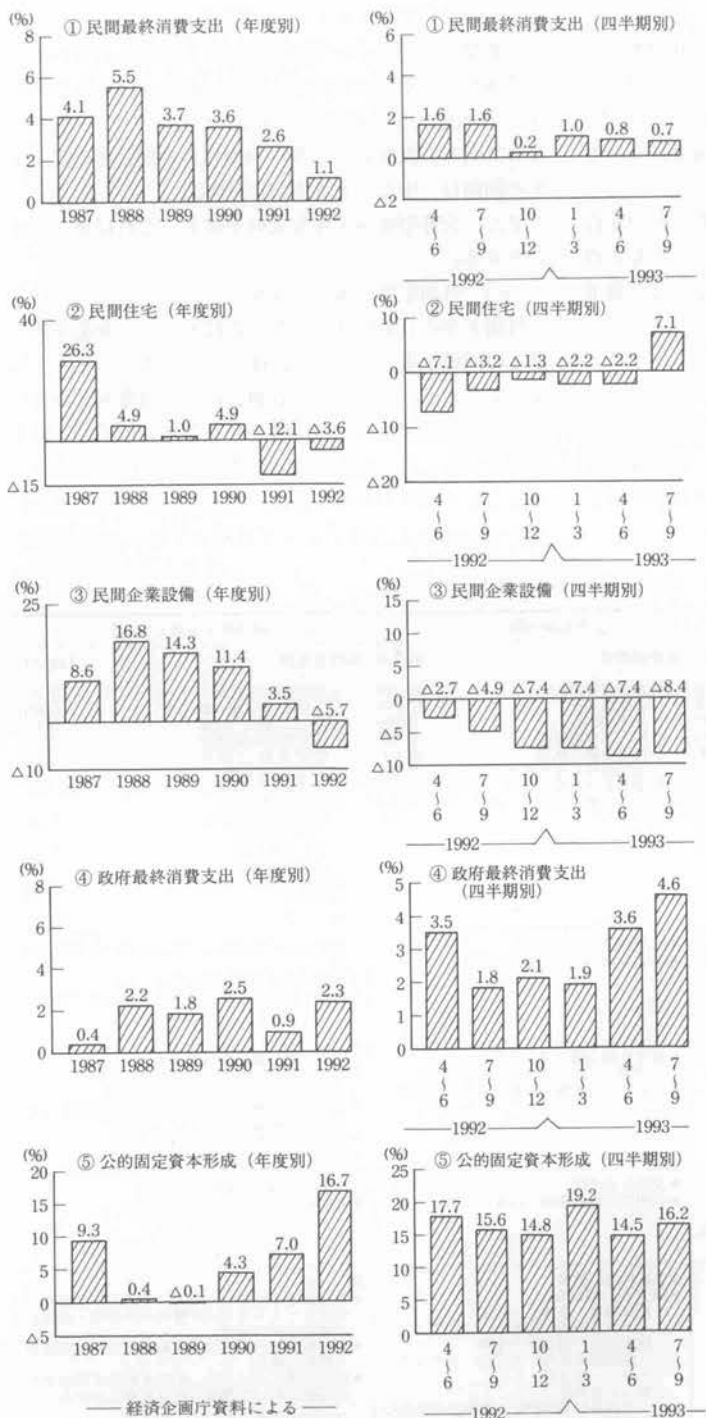 (%)
① 民間最終消費支出 (年度別)
8
6
4
2
0
4.1 5.5 3.7 3.6 2.6 1.1
1987 1988 1989 1990 1991 1992
(%)
① 民間最終消費支出 (四半期別)
6
4
2
0
△2
1.6 1.6 0.2 1.0 0.8 0.7
4〜6 7〜9 10〜12 1〜3 4〜6 7〜9
1992 1993
(%)
② 民間住宅 (年度別)
40
△15
26.3 4.9 1.0 4.9 △12.1 △3.6
1987 1988 1989 1990 1991 1992
(%)
② 民間住宅 (四半期別)
10
0
△10
△20
△7.1 △3.2 △1.3 △2.2 △2.2 7.1
4〜6 7〜9 10〜12 1〜3 4〜6 7〜9
1992 1993
(%)
③ 民間企業設備 (年度別)
25
△10
8.6 16.8 14.3 11.4 3.5 △5.7
1987 1988 1989 1990 1991 1992
(%)
③ 民間企業設備 (四半期別)
15
10
5
0
△5
△10
△2.7 △4.9 △7.4 △7.4 △7.4 △8.4
4〜6 7〜9 10〜12 1〜3 4〜6 7〜9
1992 1993
(%)
④ 政府最終消費支出 (年度別)
8
6
4
2
0
0.4 2.2 1.8 2.5 0.9 2.3
1987 1988 1989 1990 1991 1992
(%)
④ 政府最終消費支出
(四半期別)
5
4
3
2
1
0
3.5 1.8 2.1 1.9 3.6 4.6
4〜6 7〜9 10〜12 1〜3 4〜6 7〜9
1992 1993
(%)
⑤ 公的固定資本形成 (年度別)
20
15
10
5
0
△5
9.3 0.4 △0.1 4.3 7.0 16.7
1987 1988 1989 1990 1991 1992
(%)
⑤ 公的固定資本形成 (四半期別)
25
20
15
10
5
0
17.7 15.6 14.8 19.2 14.5 16.2
4〜6 7〜9 10〜12 1〜3 4〜6 7〜9
1992 1993
── 経済企画庁資料による ──